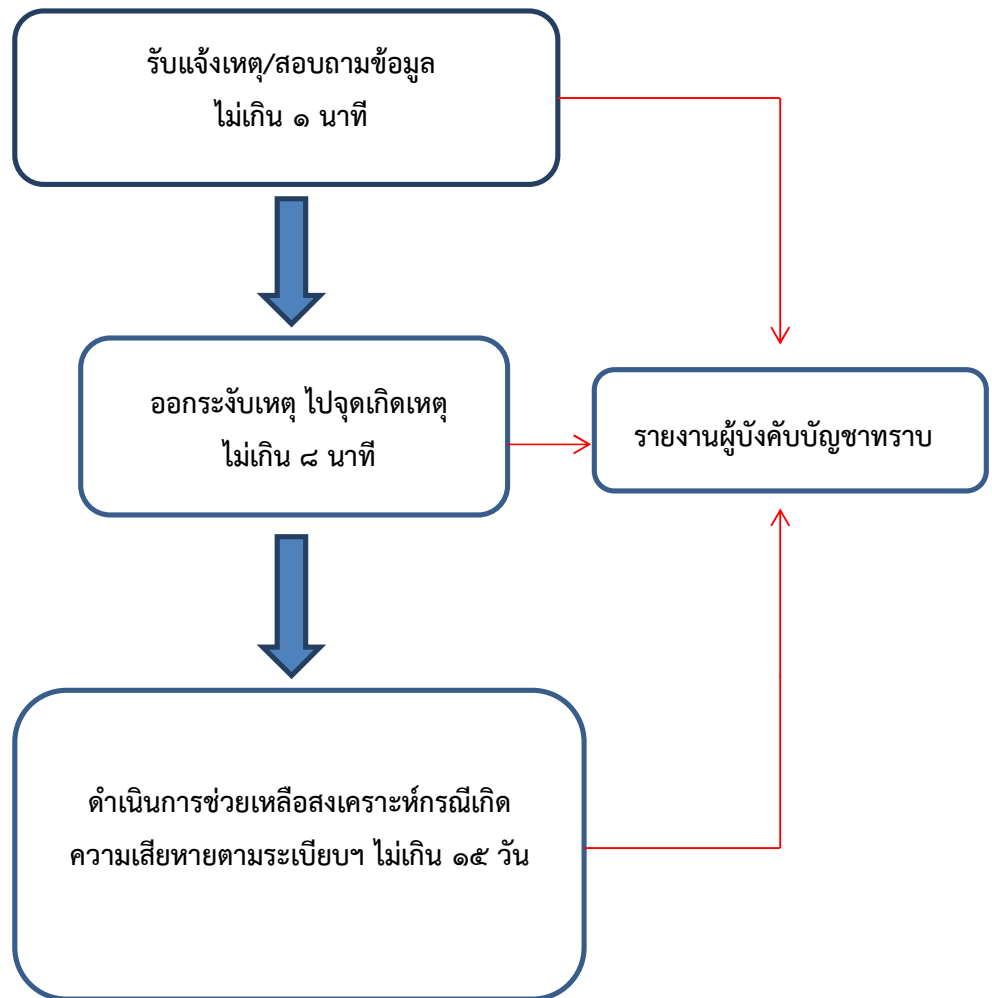 รับแจ้งเหตุ/สอบถามข้อมูล
ไม่เกิน ๑ นาที
ออกระงับเหตุ ไปจุดเกิดเหตุ
ไม่เกิน ๘ นาที
รายงานผู้บังคับบัญชาทราบ
ดำเนินการช่วยเหลือสงเคราะห์กรณีเกิด
ความเสียหายตามระเบียบฯ ไม่เกิน ๑๕ วัน